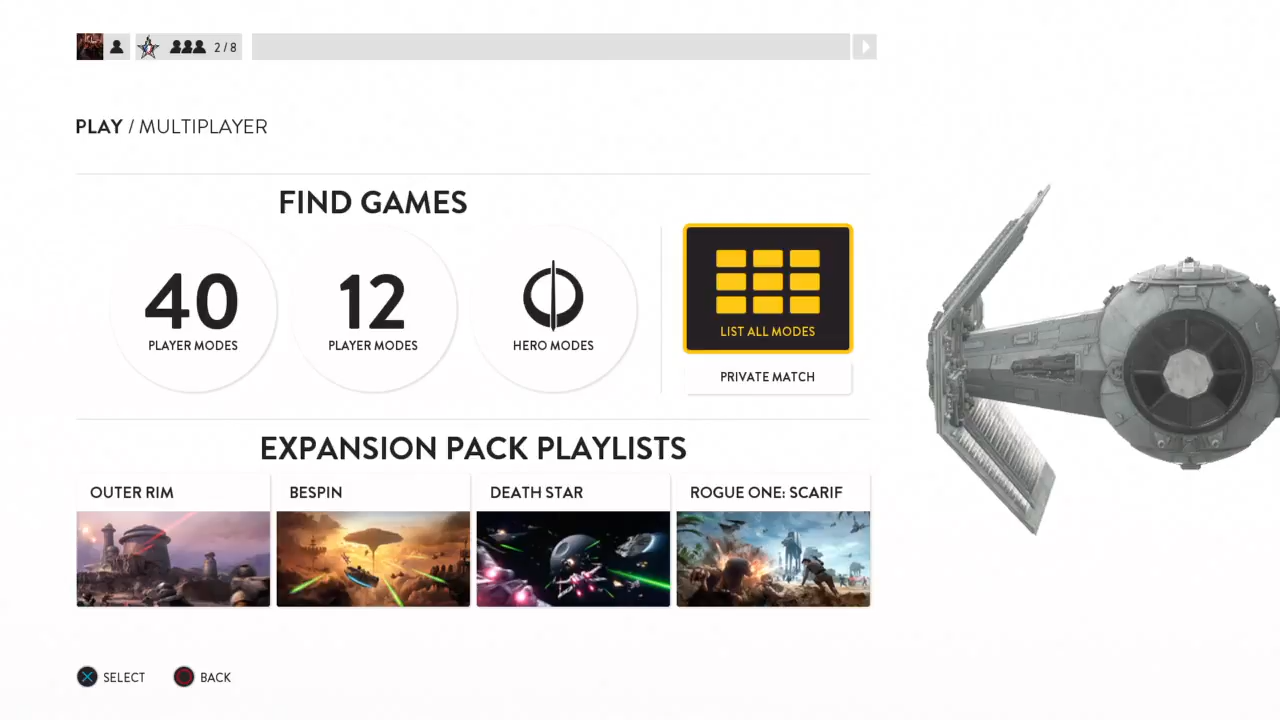 2 / 8
PLAY / MULTIPLAYER
FIND GAMES
40
PLAYER MODES
12
PLAYER MODES
HERO MODES
LIST ALL MODES
PRIVATE MATCH
EXPANSION PACK PLAYLISTS
OUTER RIM
BESPIN
DEATH STAR
ROGUE ONE: SCARIF
SELECT
BACK